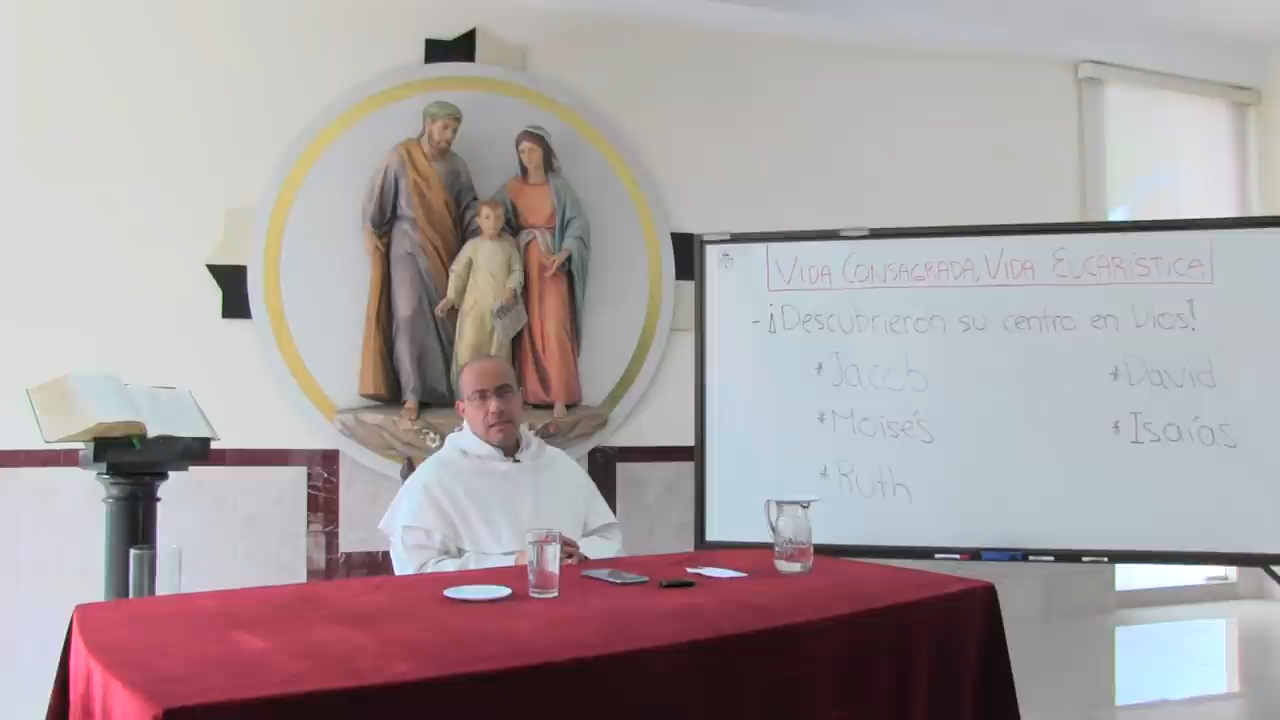 VIDA CONSAGRADA, VIDA EUCARÍSTICA
- ¡Descubrieron su centro en Dios!
* Jacob
* Moisés
* Ruth
* David
* Isaías